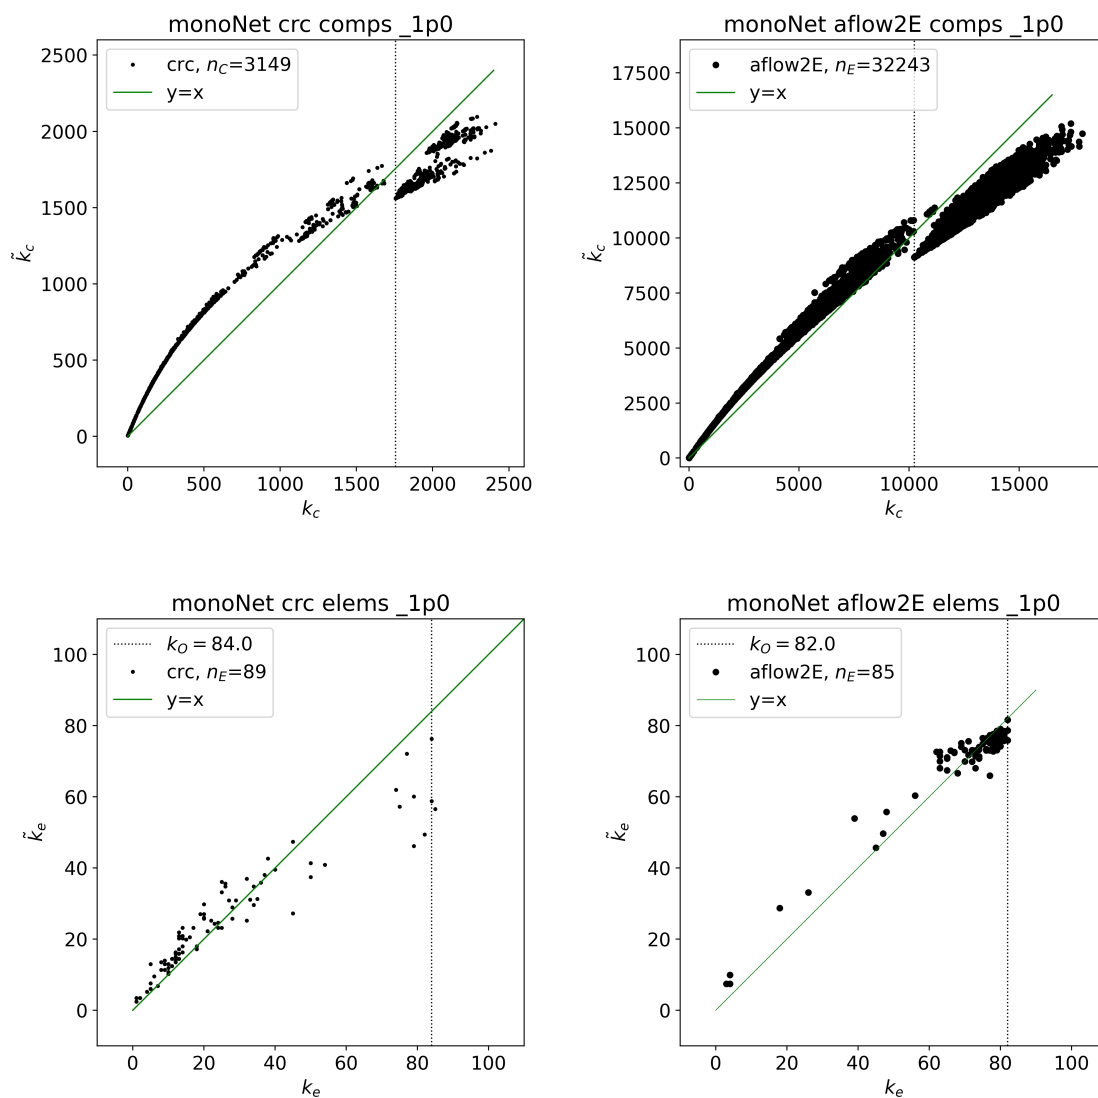 monoNet crc comps _1p0
2500
2000
1500
1000
500
0
0 500 1000 1500 2000 2500
k̃_c
k_c
crc, n_C=3149
y=x
monoNet aflow2E comps _1p0
17500
15000
12500
10000
7500
5000
2500
0
0 5000 10000 15000
k̃_c
k_c
aflow2E, n_E=32243
y=x
monoNet crc elems _1p0
100
80
60
40
20
0
0 20 40 60 80 100
k̃_e
k_e
k_O = 84.0
crc, n_E=89
y=x
monoNet aflow2E elems _1p0
100
80
60
40
20
0
0 20 40 60 80 100
k̃_e
k_e
k_O = 82.0
aflow2E, n_E=85
y=x